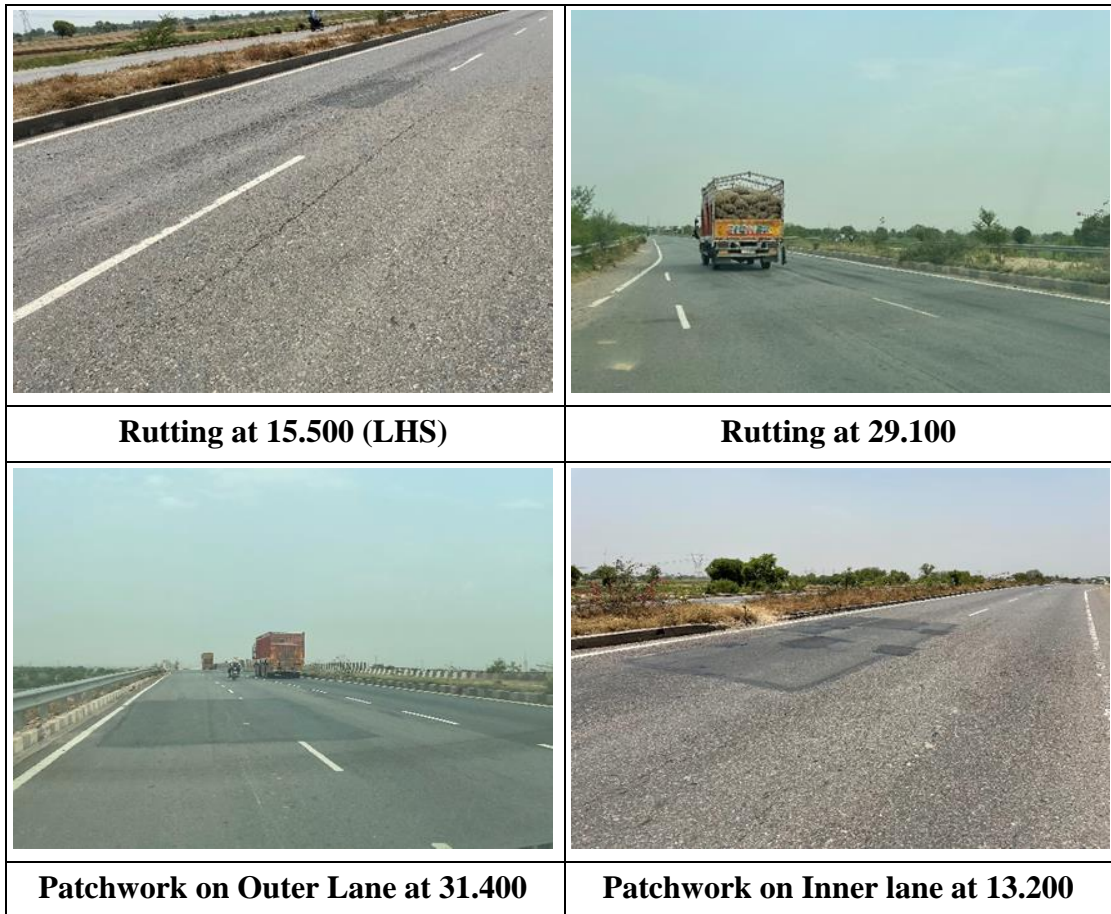 Rutting at 15.500 (LHS)
Rutting at 29.100
Patchwork on Outer Lane at 31.400
Patchwork on Inner lane at 13.200